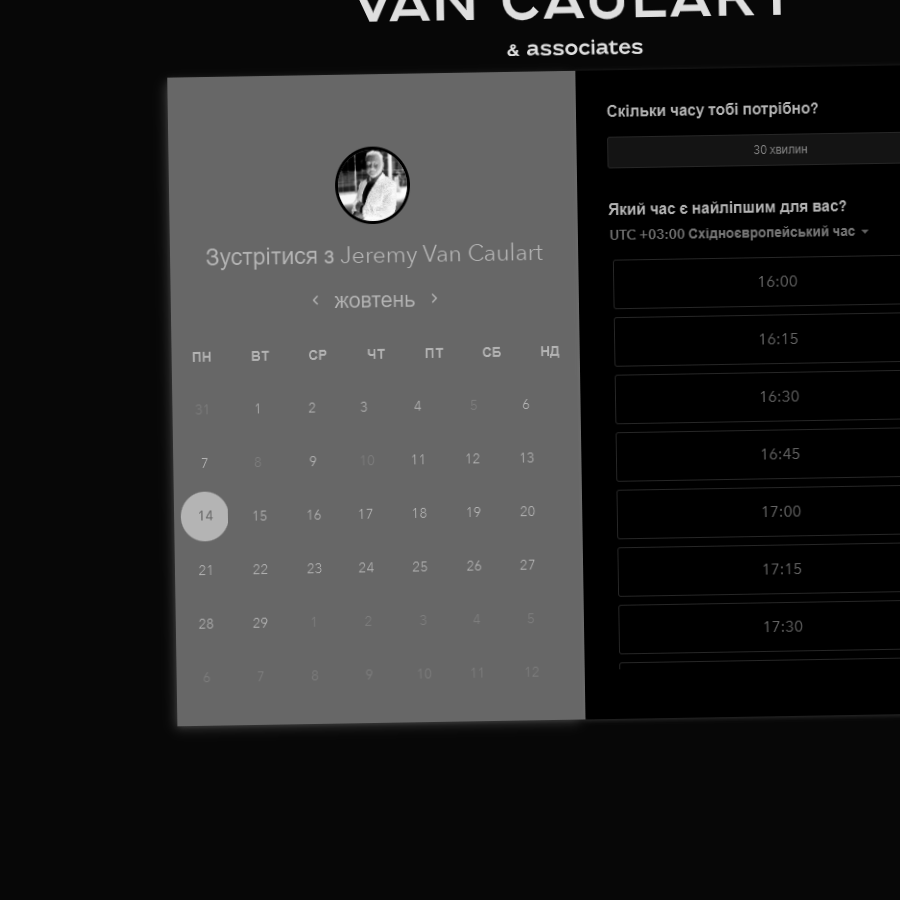 VAN CAULART
& associates
Зустрітися з Jeremy Van Caulart
‹ жовтень ›
ПН ВТ СР ЧТ ПТ СБ НД
31 1 2 3 4 5 6
7 8 9 10 11 12 13
14 15 16 17 18 19 20
21 22 23 24 25 26 27
28 29 1 2 3 4 5
6 7 8 9 10 11 12
Скільки часу тобі потрібно?
30 хвилин
Який час є найліпшим для вас?
UTC +03:00 Східноєвропейський час
16:00
16:15
16:30
16:45
17:00
17:15
17:30